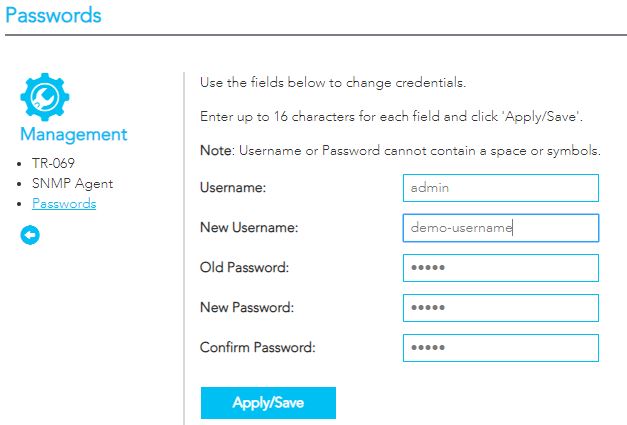 Passwords
Management
TR-069
SNMP Agent
Passwords
Use the fields below to change credentials.
Enter up to 16 characters for each field and click 'Apply/Save'.
Note: Username or Password cannot contain a space or symbols.
Username: admin
New Username: demo-username
Old Password: •••••
New Password: •••••
Confirm Password: •••••
Apply/Save